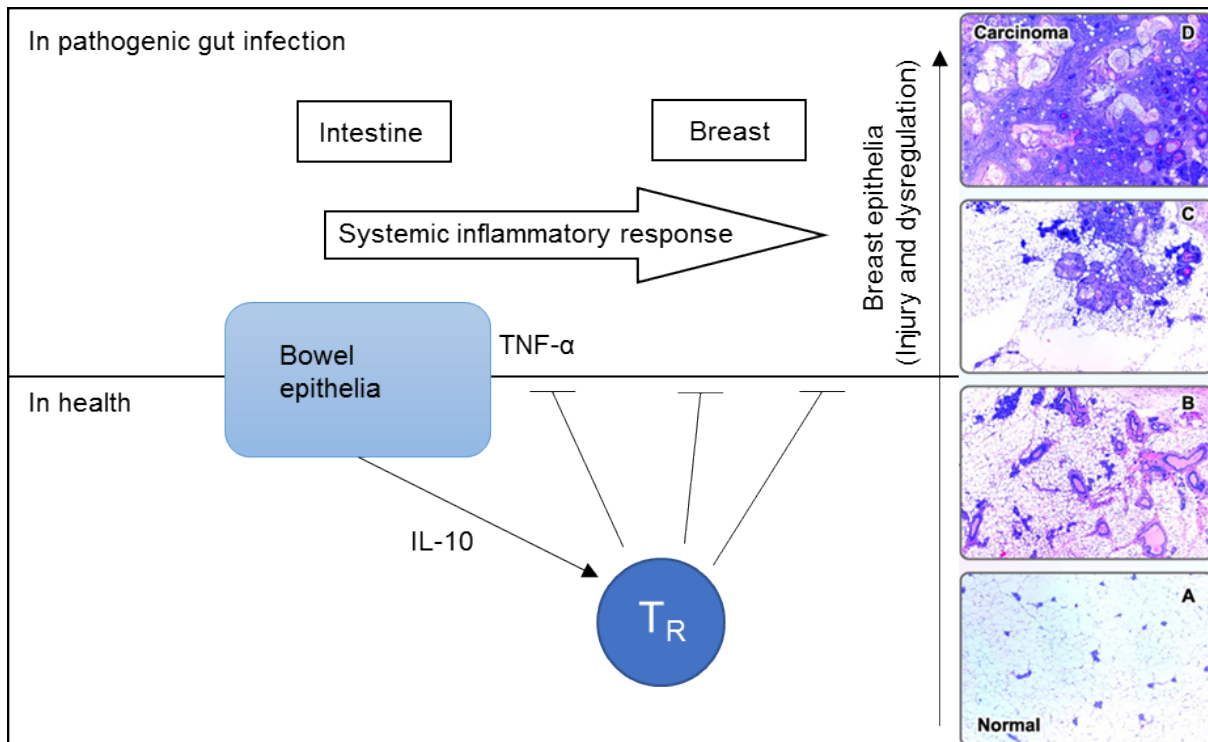 In pathogenic gut infection
Intestine
Breast
Systemic inflammatory response
Bowel
epithelia
TNF-α
In health
IL-10
TR
Breast epithelia
(Injury and dysregulation)
Carcinoma
D
C
B
A
Normal